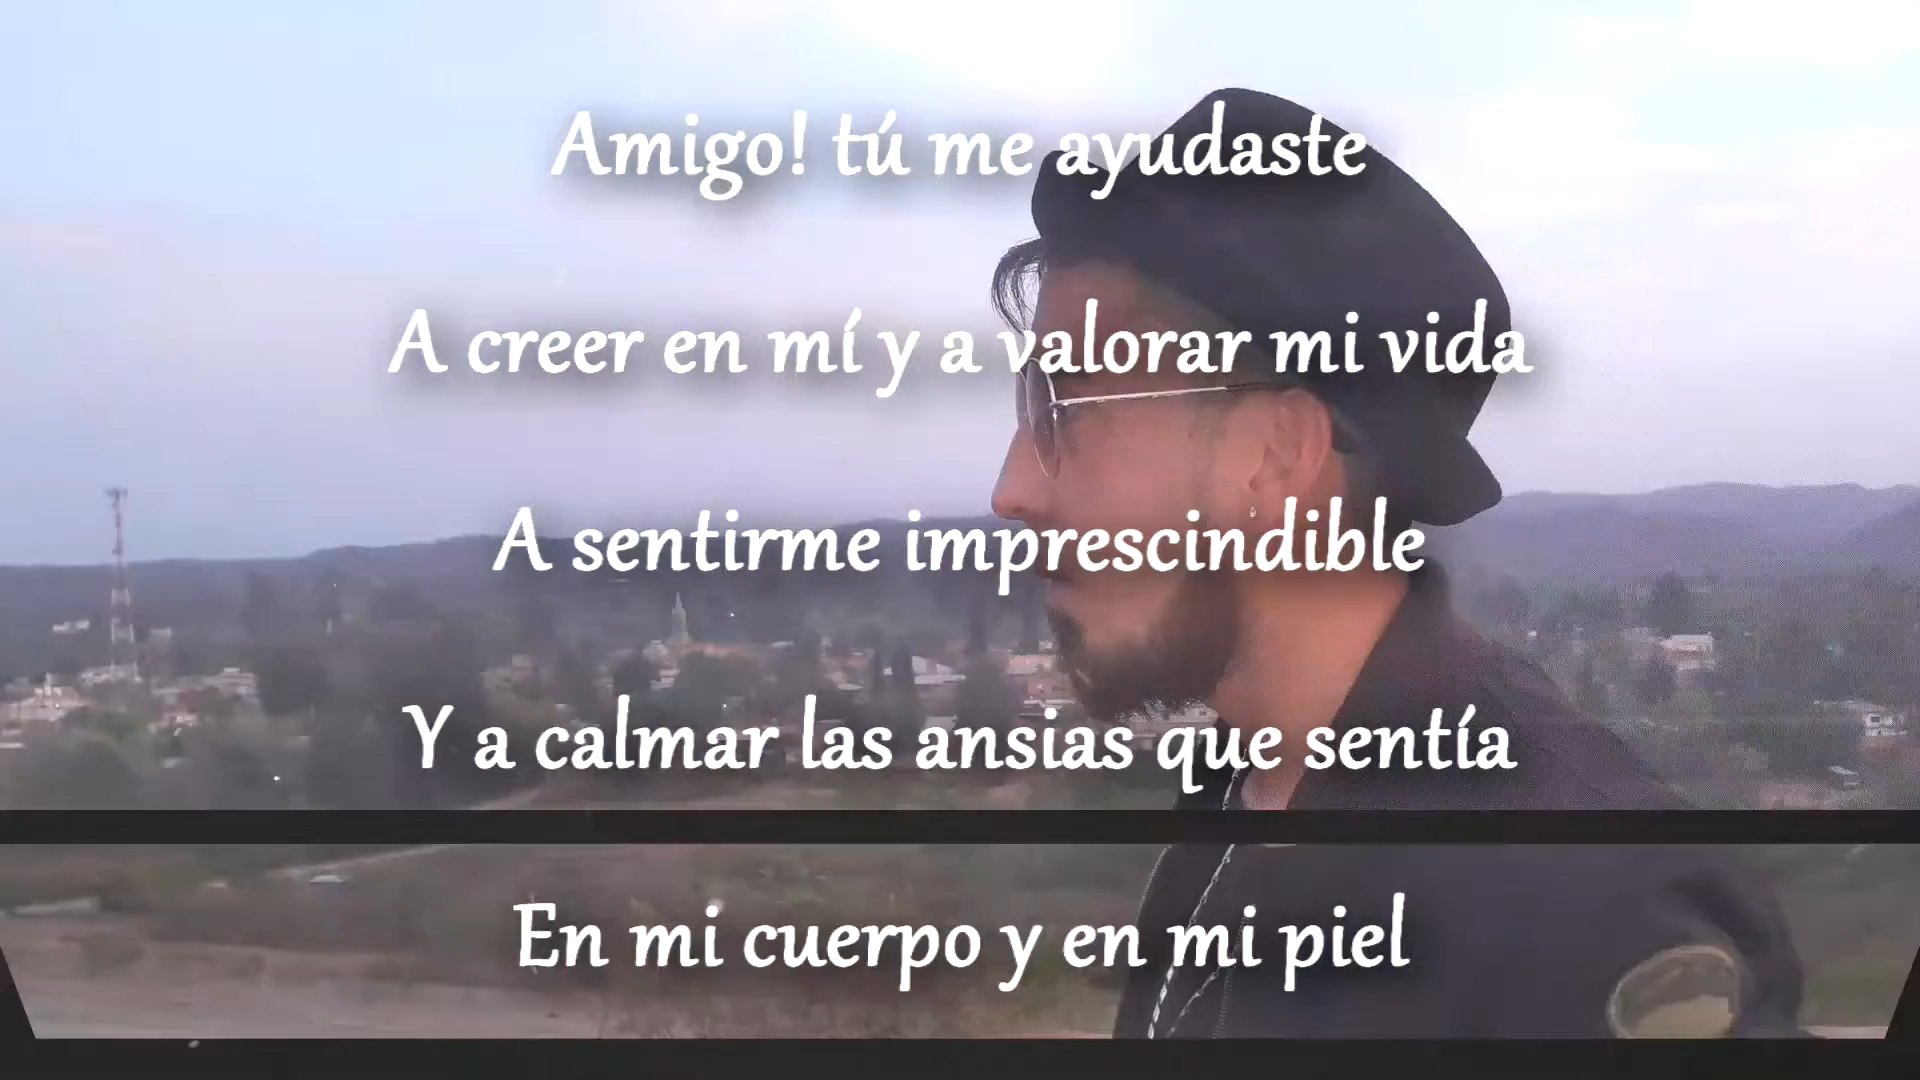 Amigo! tú me ayudaste
A creer en mí y a valorar mi vida
A sentirme imprescindible
Y a calmar las ansias que sentía
En mi cuerpo y en mi piel